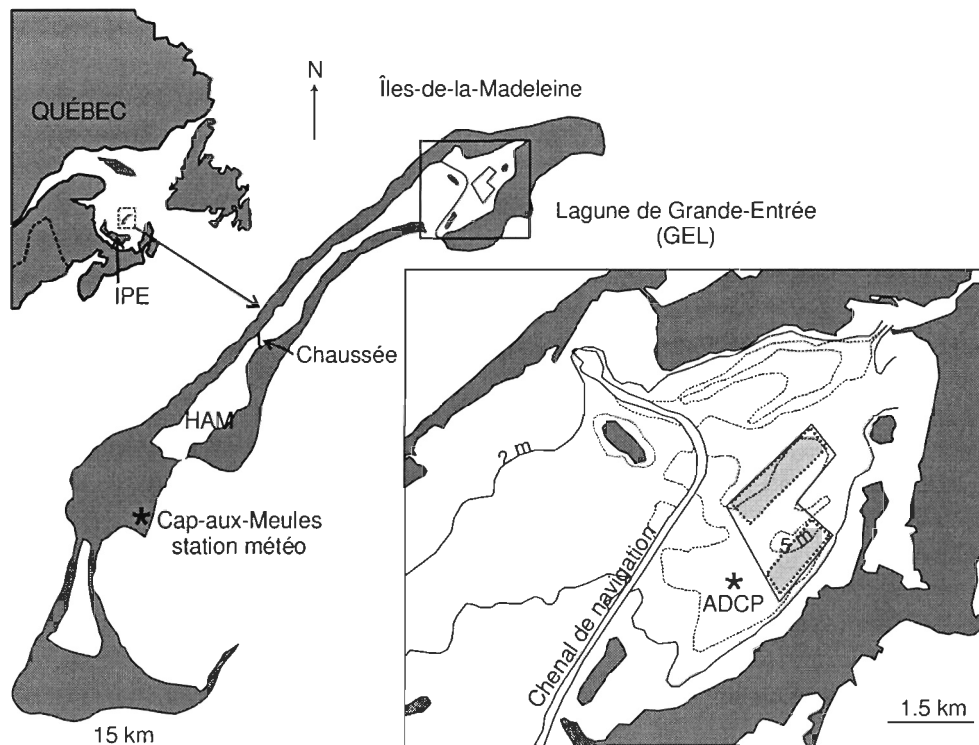 N
Îles-de-la-Madeleine
QUÉBEC
Lagune de Grande-Entrée
(GEL)
IPE
Chaussée
HAM
2 m
Cap-aux-Meules
station météo
5 m
ADCP
Chenal de navigation
1.5 km
15 km